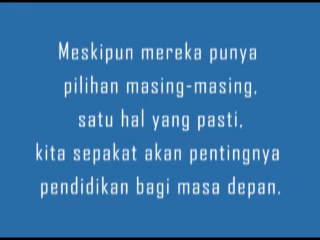 Meskipun mereka punya
pilihan masing-masing,
satu hal yang pasti,
kita sepakat akan pentingnya
pendidikan bagi masa depan.